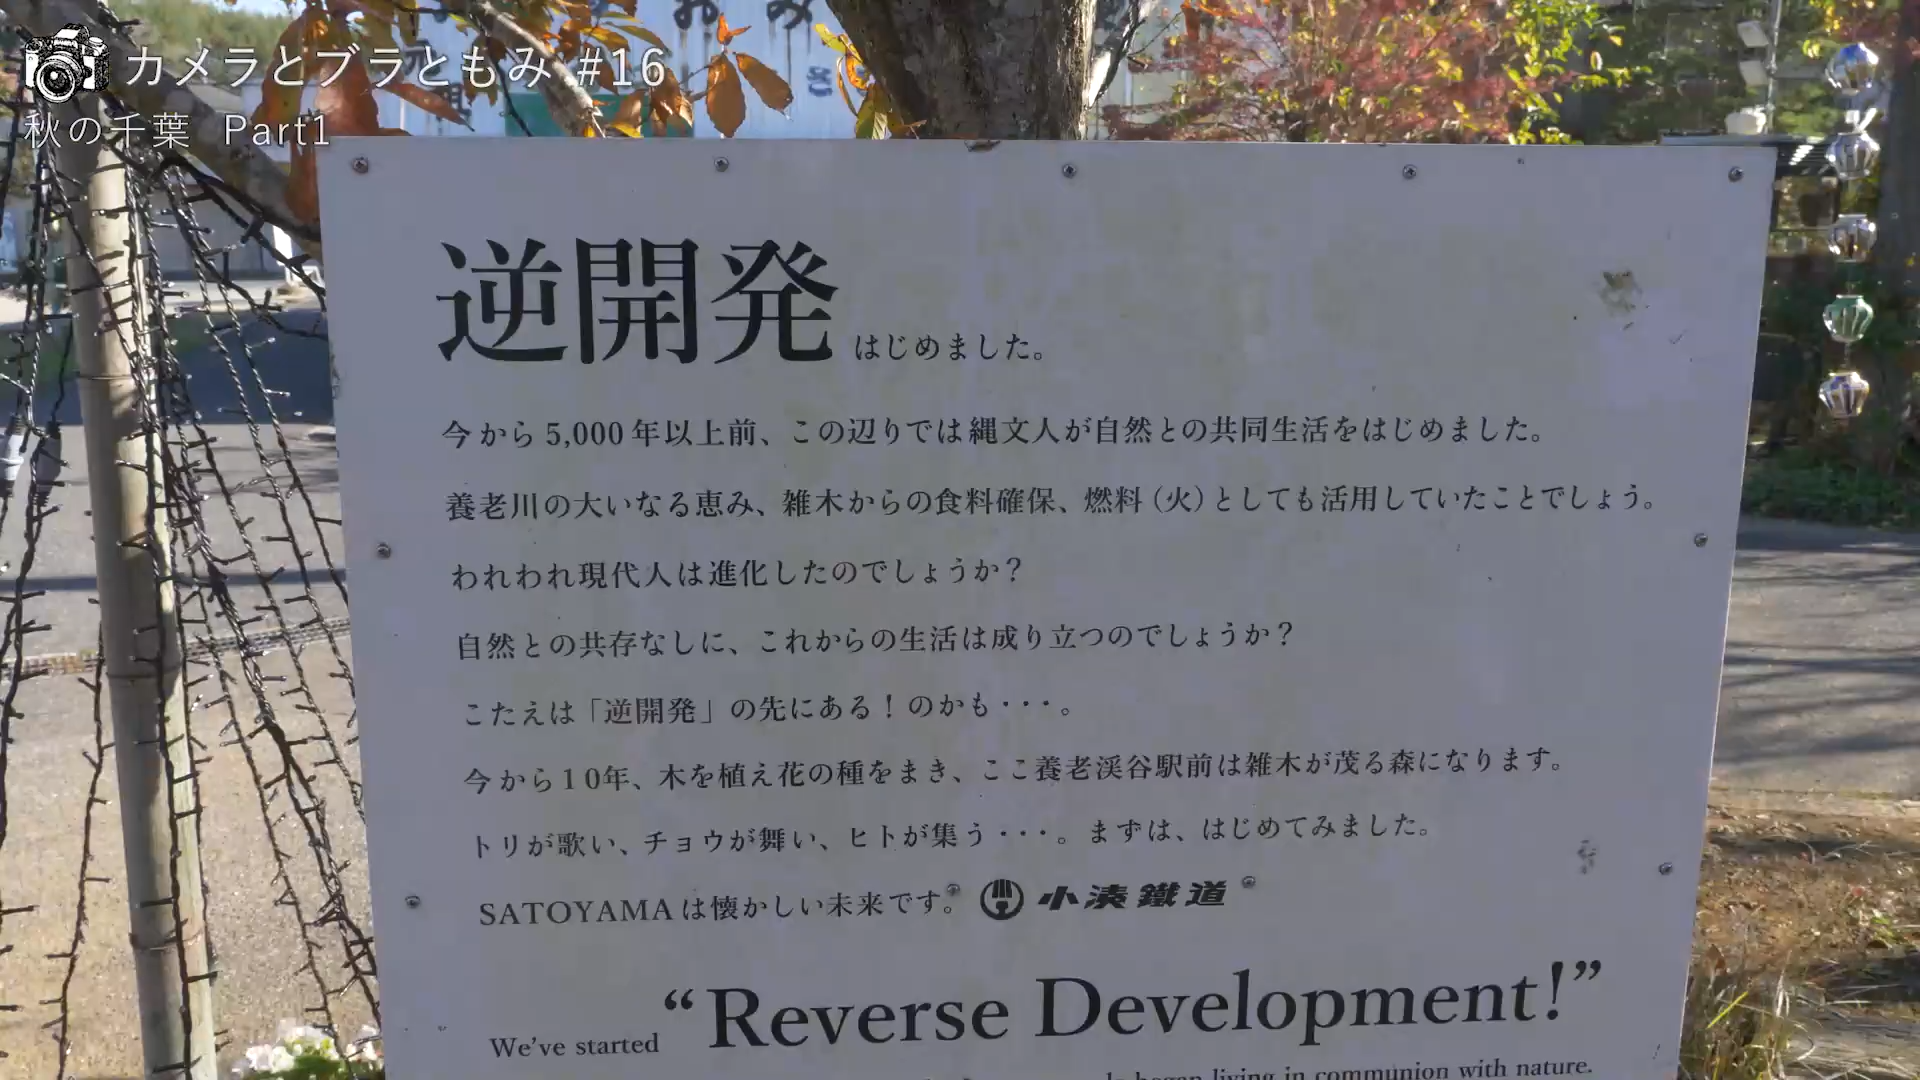 カメラとブラともみ #16
秋の千葉 Part1
おみ
逆開発 はじめました。
今から5,000年以上前、この辺りでは縄文人が自然との共同生活をはじめました。
養老川の大いなる恵み、雑木からの食料確保、燃料（火）としても活用していたことでしょう。
われわれ現代人は進化したのでしょうか？
自然との共存なしに、これからの生活は成り立つのでしょうか？
こたえは「逆開発」の先にある！のかも・・・。
今から10年、木を植え花の種をまき、ここ養老渓谷駅前は雑木が茂る森になります。
トリが歌い、チョウが舞い、ヒトが集う・・・。まずは、はじめてみました。
SATOYAMAは懐かしい未来です。 小湊鐵道
We've started “Reverse Development!”
began living in communion with nature.